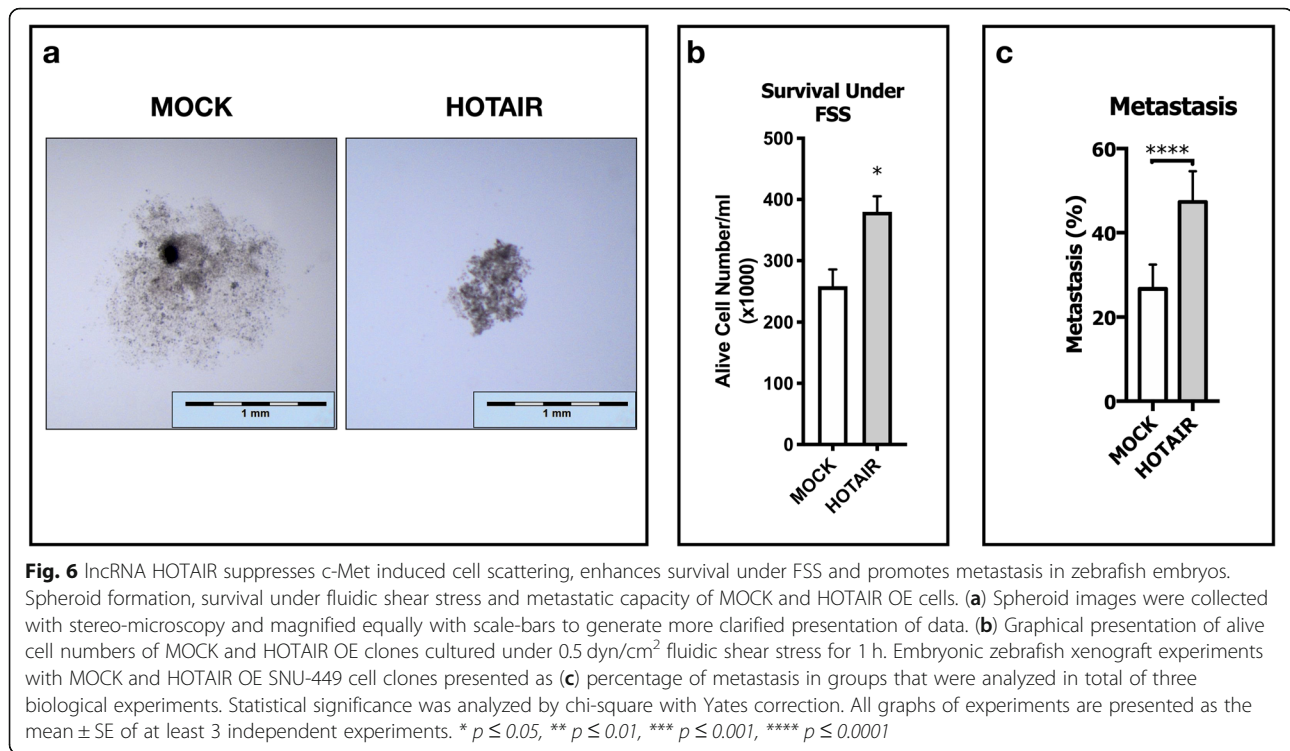 a
MOCK
HOTAIR
1 mm
1 mm
b
Survival Under
FSS
Alive Cell Number/ml
(x1000)
500
400
300
200
100
0
*
MOCK
HOTAIR
c
Metastasis
Metastasis (%)
60
40
20
0
****
MOCK
HOTAIR
Fig. 6 lncRNA HOTAIR suppresses c-Met induced cell scattering, enhances survival under FSS and promotes metastasis in zebrafish embryos.
Spheroid formation, survival under fluidic shear stress and metastatic capacity of MOCK and HOTAIR OE cells. (a) Spheroid images were collected
with stereo-microscopy and magnified equally with scale-bars to generate more clarified presentation of data. (b) Graphical presentation of alive
cell numbers of MOCK and HOTAIR OE clones cultured under 0.5 dyn/cm² fluidic shear stress for 1 h. Embryonic zebrafish xenograft experiments
with MOCK and HOTAIR OE SNU-449 cell clones presented as (c) percentage of metastasis in groups that were analyzed in total of three
biological experiments. Statistical significance was analyzed by chi-square with Yates correction. All graphs of experiments are presented as the
mean ± SE of at least 3 independent experiments. * p ≤ 0.05, ** p ≤ 0.01, *** p ≤ 0.001, **** p ≤ 0.0001